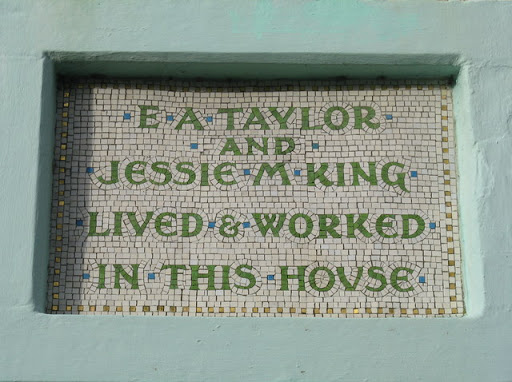 · E · A · TAYLOR ·
· AND ·
· JESSIE · M · KING ·
· LIVED · & · WORKED ·
· IN · THIS · HOVSE ·